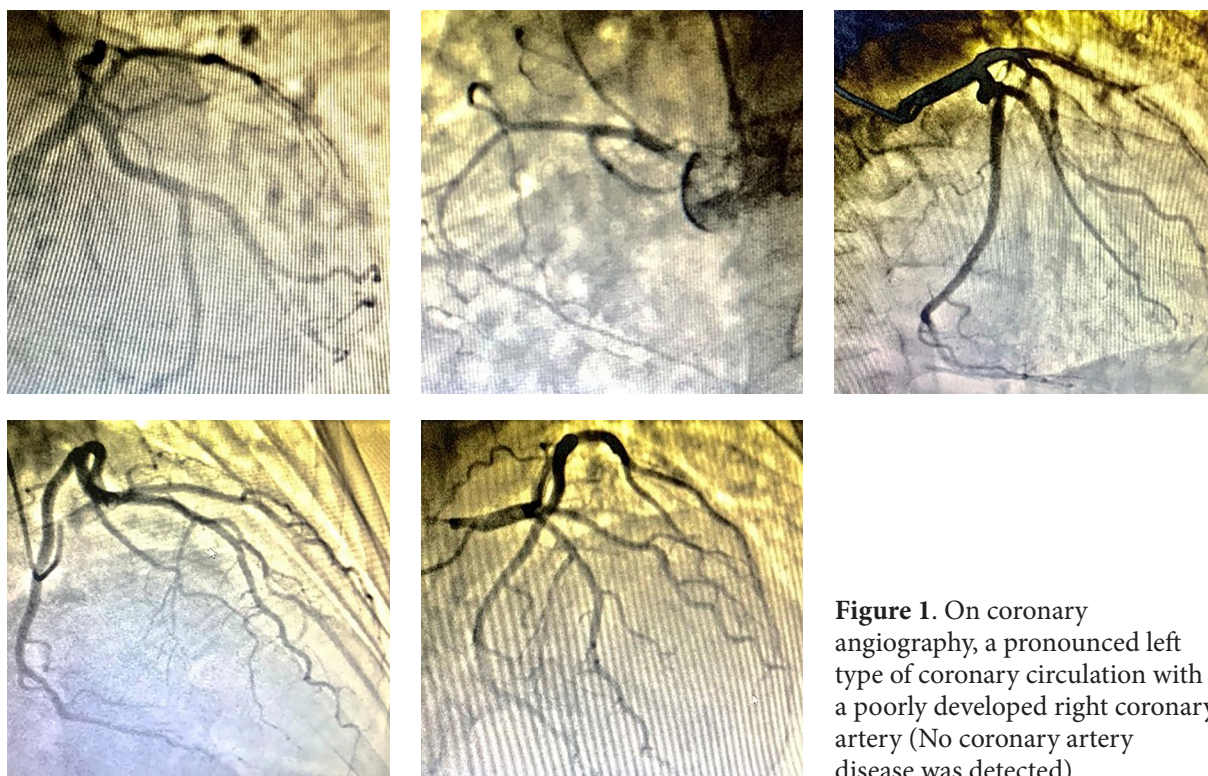 Figure 1. On coronary
angiography, a pronounced left
type of coronary circulation with
a poorly developed right coronary
artery (No coronary artery
disease was detected)